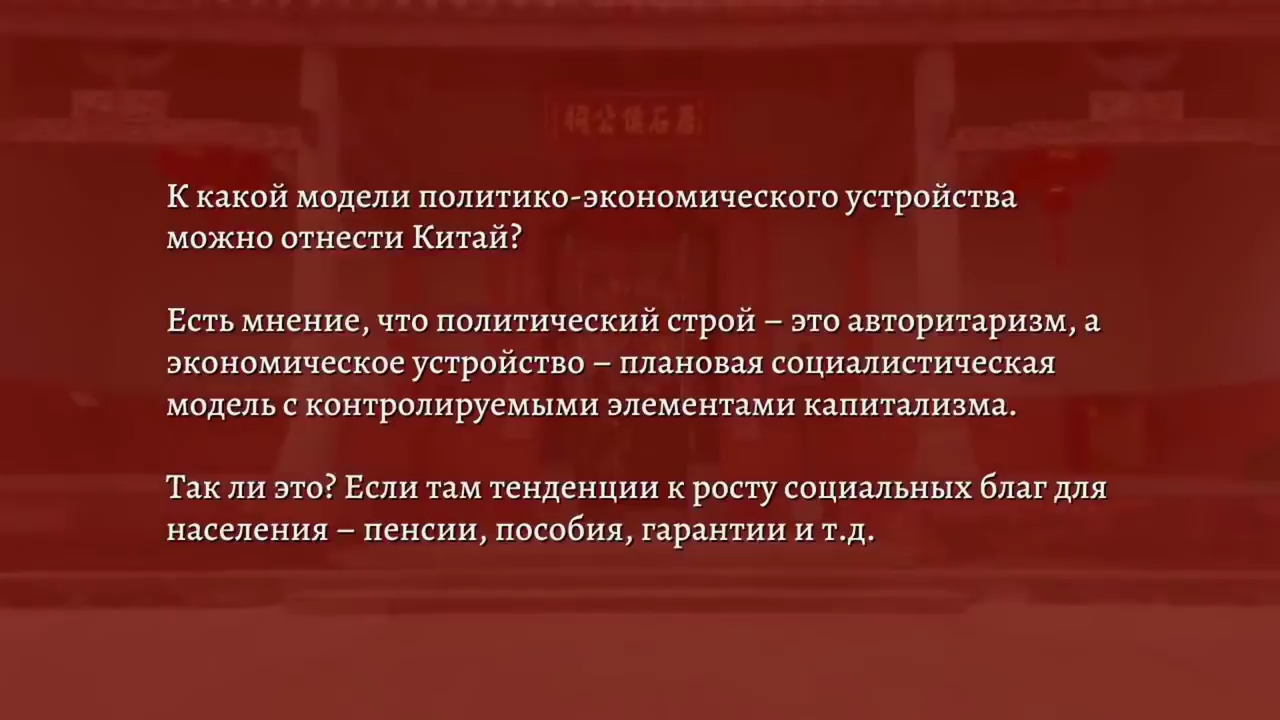 К какой модели политико-экономического устройства
можно отнести Китай?
Есть мнение, что политический строй – это авторитаризм, а
экономическое устройство – плановая социалистическая
модель с контролируемыми элементами капитализма.
Так ли это? Если там тенденции к росту социальных благ для
населения – пенсии, пособия, гарантии и т.д.